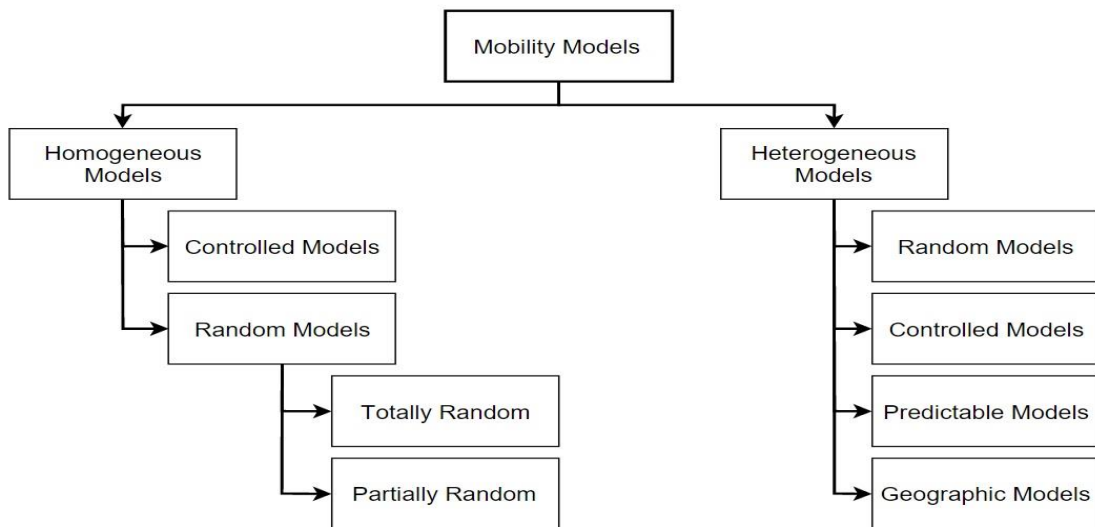 Mobility Models
Homogeneous
Models
Controlled Models
Random Models
Totally Random
Partially Random
Heterogeneous
Models
Random Models
Controlled Models
Predictable Models
Geographic Models